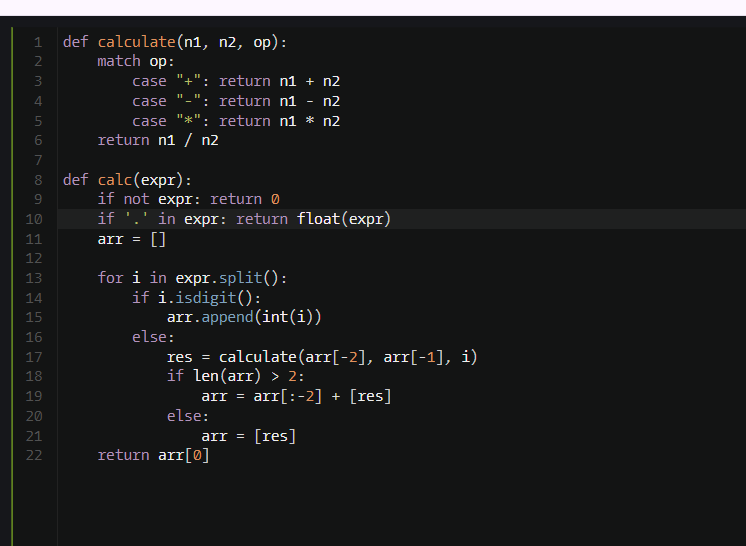 1 def calculate(n1, n2, op):
2     match op:
3         case "+": return n1 + n2
4         case "-": return n1 - n2
5         case "*": return n1 * n2
6     return n1 / n2
7
8 def calc(expr):
9     if not expr: return 0
10     if '.' in expr: return float(expr)
11     arr = []
12
13     for i in expr.split():
14         if i.isdigit():
15             arr.append(int(i))
16         else:
17             res = calculate(arr[-2], arr[-1], i)
18             if len(arr) > 2:
19                 arr = arr[:-2] + [res]
20             else:
21                 arr = [res]
22     return arr[0]